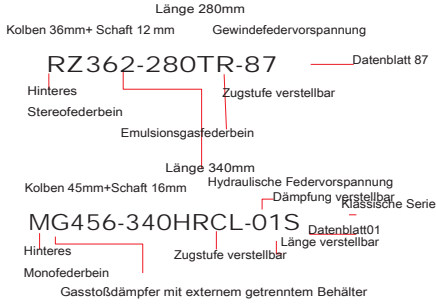 Länge 280mm
Kolben 36mm+ Schaft 12 mm Gewindefedervorspannung
RZ362-280TR-87 Datenblatt 87
Hinteres Zugstufe verstellbar
Stereofederbein
Emulsionsgasfederbein
Länge 340mm
Kolben 45mm+Schaft 16mm Hydraulische Federvorspannung
Dämpfung verstellbar
Klassische Serie
MG456-340HRCL-01S Datenblatt01
Hinteres Zugstufe verstellbar Länge verstellbar
Monofederbein
Gasstoßdämpfer mit externem getrenntem Behälter